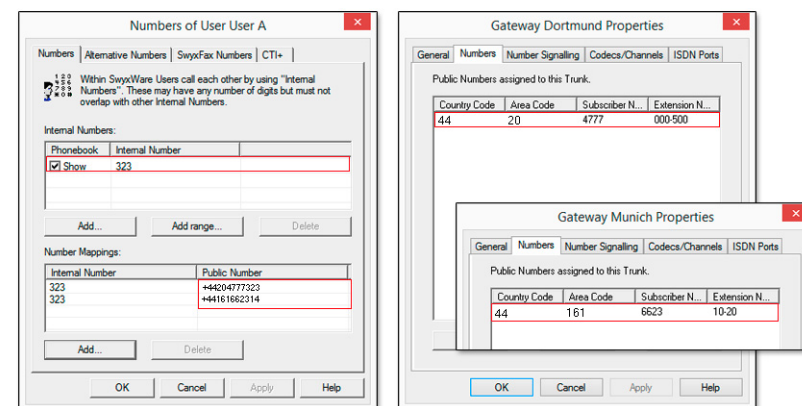 Numbers of User User A
Numbers Alternative Numbers SwyxFax Numbers CTI+
Within SwyxWare Users call each other by using "Internal
Numbers". These may have any number of digits but must not
overlap with other Internal Numbers.
Internal Numbers:
Phonebook Internal Number
Show 323
Add... Add range... Delete
Number Mappings:
Internal Number Public Number
323 +44204777323
323 +44161662314
Add... Delete
OK Cancel Apply Help
Gateway Dortmund Properties
General Numbers Number Signalling Codecs/Channels ISDN Ports
Public Numbers assigned to this Trunk.
Country Code Area Code Subscriber N... Extension N...
44 20 4777 000-500
Gateway Munich Properties
General Numbers Number Signalling Codecs/Channels ISDN Ports
Public Numbers assigned to this Trunk.
Country Code Area Code Subscriber N... Extension N...
44 161 6623 10-20
OK Cancel Apply Help